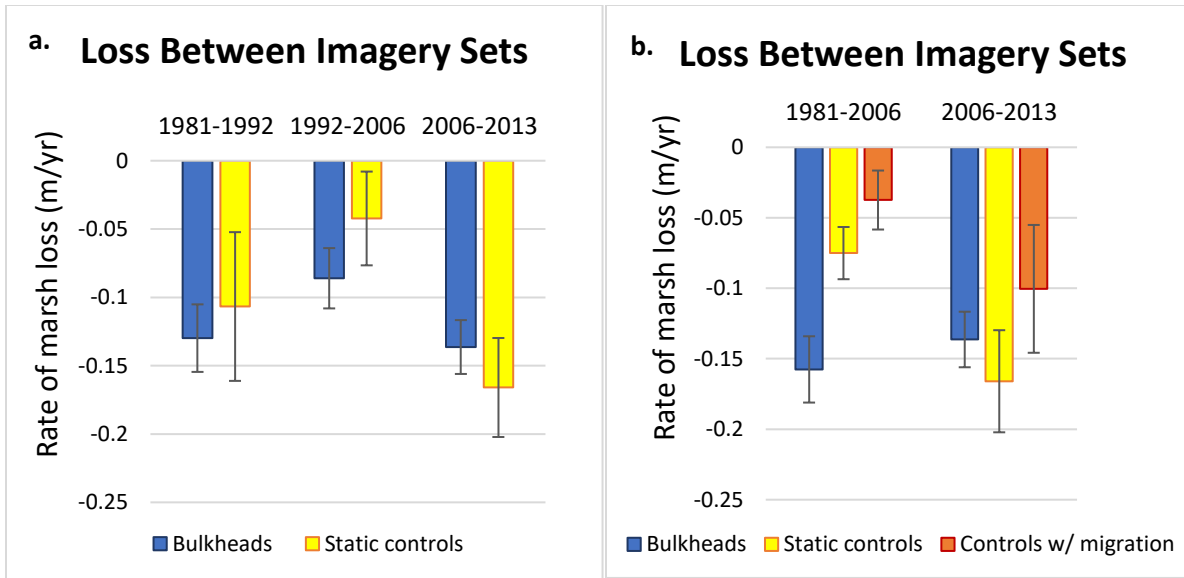 a. Loss Between Imagery Sets
1981-1992 1992-2006 2006-2013
Rate of marsh loss (m/yr)
0
-0.05
-0.1
-0.15
-0.2
-0.25
Bulkheads Static controls
b. Loss Between Imagery Sets
1981-2006 2006-2013
Rate of marsh loss (m/yr)
0
-0.05
-0.1
-0.15
-0.2
-0.25
Bulkheads Static controls Controls w/ migration